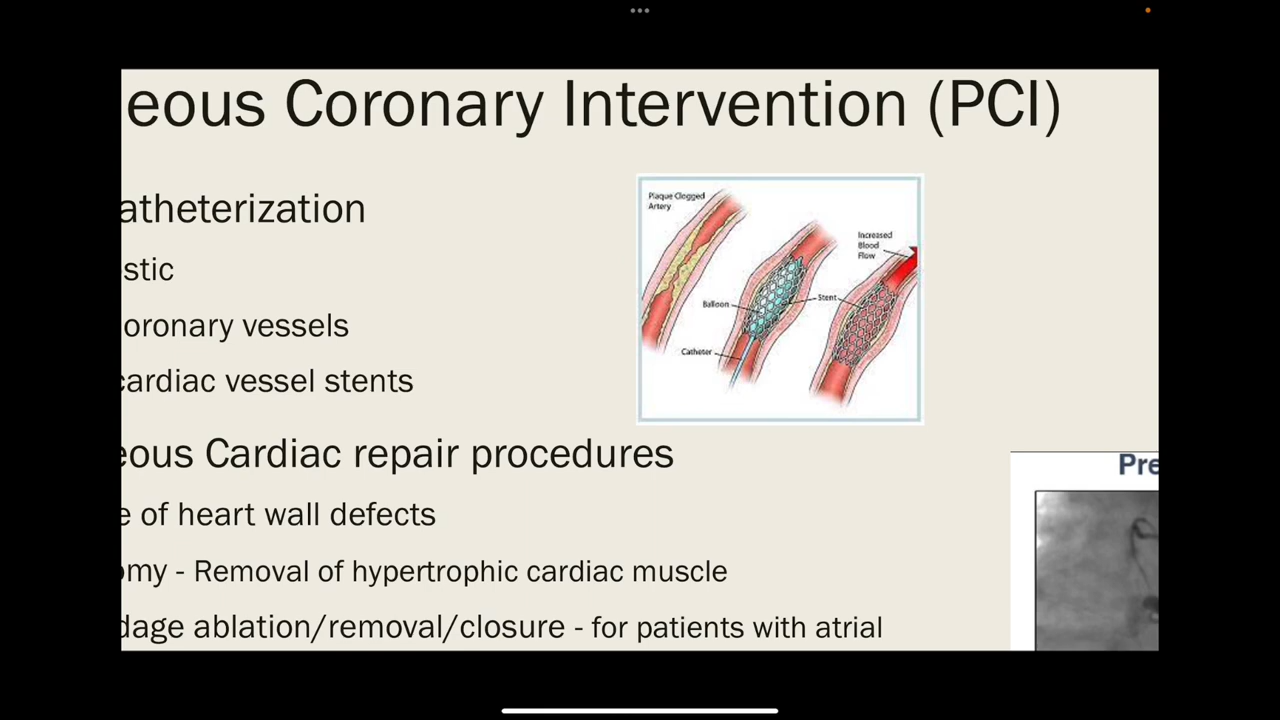 eous Coronary Intervention (PCI)
atheterization
stic
oronary vessels
cardiac vessel stents
eous Cardiac repair procedures
e of heart wall defects
omy - Removal of hypertrophic cardiac muscle
dage ablation/removal/closure - for patients with atrial
Plaque Clogged
Artery
Increased
Blood
Flow
Balloon
Stent
Catheter
Pre